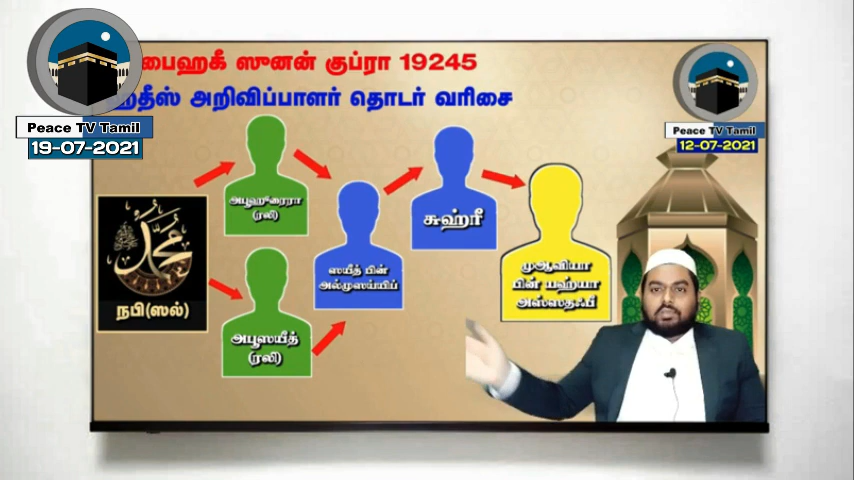 பைஹகீ ஸுனன் குப்ரா 19245
ஹதீஸ் அறிவிப்பாளர் தொடர் வரிசை
Peace TV Tamil
19-07-2021
Peace TV Tamil
12-07-2021
அபூஹுரைரா
(ரலி)
சுஹ்ரீ
ஸயீத் பின்
அல்முஸய்யிப்
முஆவியா
பின் யஹ்யா
அஸ்ஸதஃபீ
محمد
நபி(ஸல்)
அபூஸயீத்
(ரலி)